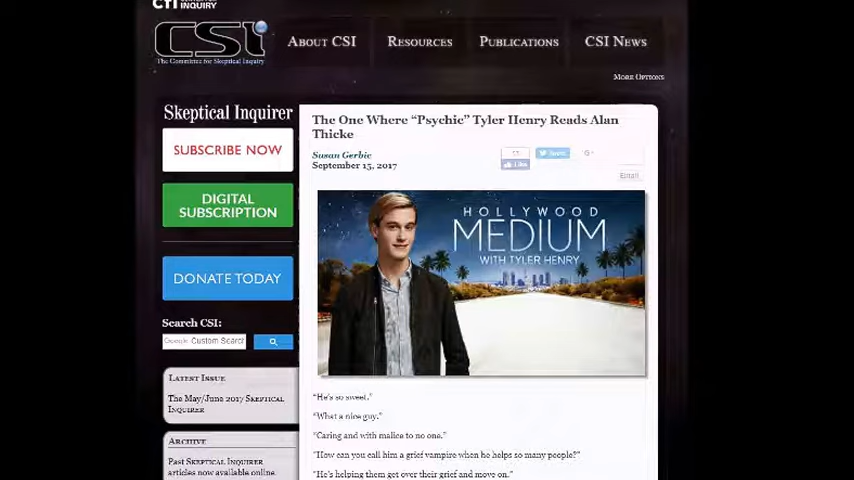 CFI
INQUIRY
CSI
The Committee for Skeptical Inquiry
About CSI
Resources
Publications
CSI News
More Options
Skeptical Inquirer
SUBSCRIBE NOW
DIGITAL
SUBSCRIPTION
DONATE TODAY
Search CSI:
Google Custom Search
Latest Issue
The May/June 2017 Skeptical
Inquirer
Archive
Past Skeptical Inquirer
articles now available online.
The One Where “Psychic” Tyler Henry Reads Alan
Thicke
Susan Gerbic
September 15, 2017
Like
G+
Email
HOLLYWOOD
MEDIUM
WITH TYLER HENRY
“He’s so sweet.”
“What a nice guy.”
“Caring and with malice to no one.”
“How can you call him a grief vampire when he helps so many people?”
“He’s helping them get over their grief and move on.”